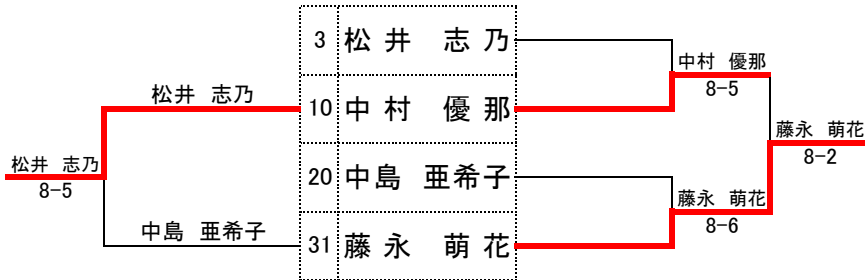 3 松井 志乃
中村 優那
8-5
松井 志乃
10 中村 優那
藤永 萌花
8-2
松井 志乃
8-5
20 中島 亜希子
藤永 萌花
8-6
中島 亜希子
31 藤永 萌花